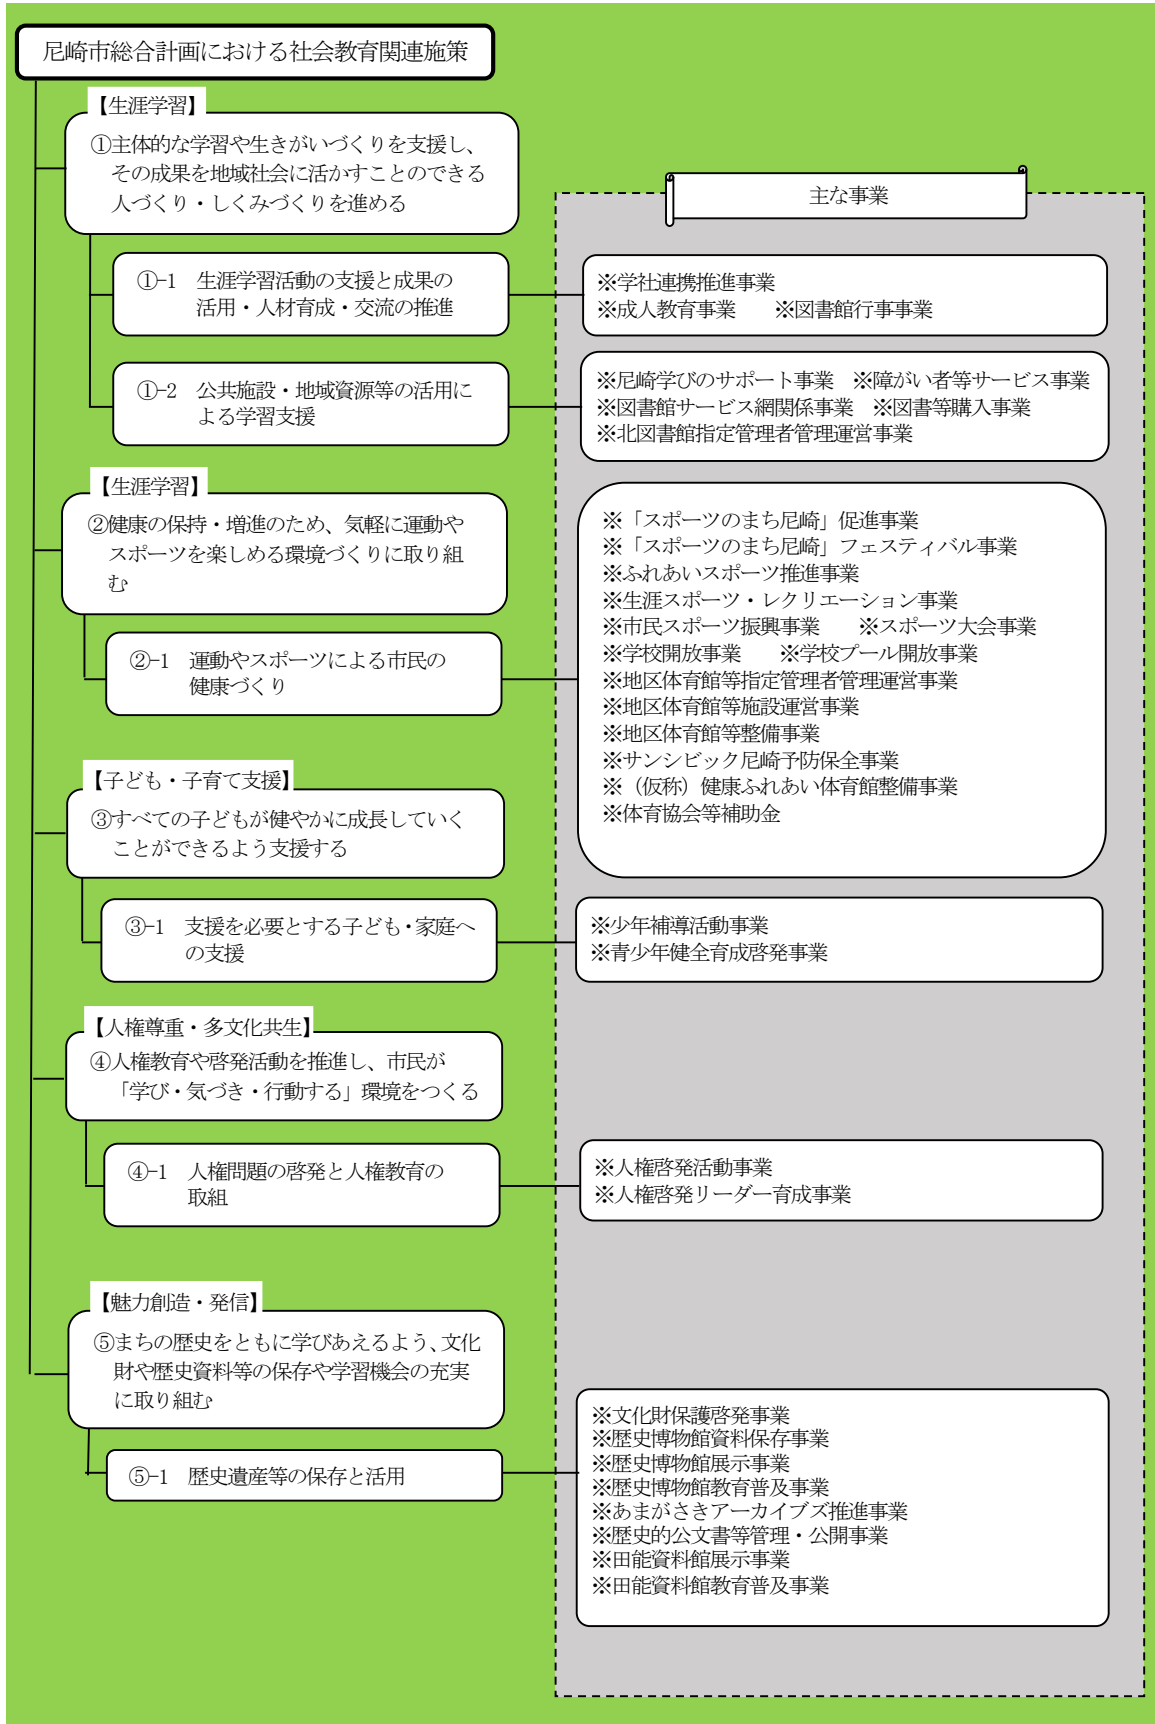 尼崎市総合計画における社会教育関連施策
【生涯学習】
①主体的な学習や生きがいづくりを支援し、
その成果を地域社会に活かすことのできる
人づくり・しくみづくりを進める
主な事業
①-1 生涯学習活動の支援と成果の
活用・人材育成・交流の推進
※学社連携推進事業
※成人教育事業 ※図書館行事事業
①-2 公共施設・地域資源等の活用に
よる学習支援
※尼崎学びのサポート事業 ※障がい者等サービス事業
※図書館サービス網関係事業 ※図書等購入事業
※北図書館指定管理者管理運営事業
【生涯学習】
②健康の保持・増進のため、気軽に運動や
スポーツを楽しめる環境づくりに取り組
む
②-1 運動やスポーツによる市民の
健康づくり
※「スポーツのまち尼崎」促進事業
※「スポーツのまち尼崎」フェスティバル事業
※ふれあいスポーツ推進事業
※生涯スポーツ・レクリエーション事業
※市民スポーツ振興事業 ※スポーツ大会事業
※学校開放事業 ※学校プール開放事業
※地区体育館等指定管理者管理運営事業
※地区体育館等施設運営事業
※地区体育館等整備事業
※サンシビック尼崎予防保全事業
※（仮称）健康ふれあい体育館整備事業
※体育協会等補助金
【子ども・子育て支援】
③すべての子どもが健やかに成長していく
ことができるよう支援する
③-1 支援を必要とする子ども・家庭へ
の支援
※少年補導活動事業
※青少年健全育成啓発事業
【人権尊重・多文化共生】
④人権教育や啓発活動を推進し、市民が
「学び・気づき・行動する」環境をつくる
④-1 人権問題の啓発と人権教育の
取組
※人権啓発活動事業
※人権啓発リーダー育成事業
【魅力創造・発信】
⑤まちの歴史をともに学びあえるよう、文化
財や歴史資料等の保存や学習機会の充実
に取り組む
⑤-1 歴史遺産等の保存と活用
※文化財保護啓発事業
※歴史博物館資料保存事業
※歴史博物館展示事業
※歴史博物館教育普及事業
※あまがさきアーカイブズ推進事業
※歴史的公文書等管理・公開事業
※田能資料館展示事業
※田能資料館教育普及事業